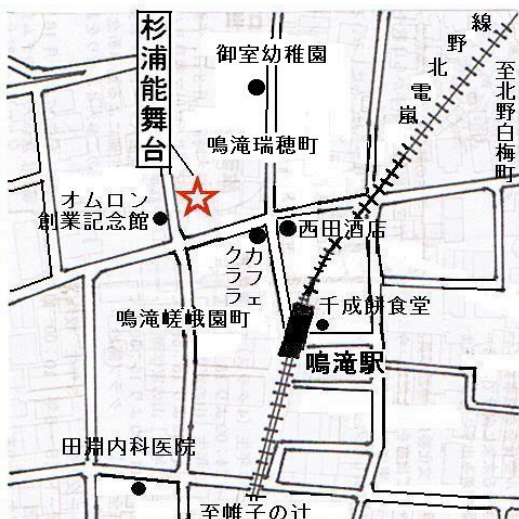 杉浦能舞台
御室幼稚園
嵐電北野線
至北野白梅町
鳴滝瑞穂町
オムロン
創業記念館
西田酒店
カフェ
クララ
鳴滝嵯峨園町
千成餅食堂
鳴滝駅
田淵内科医院
至帷子の辻